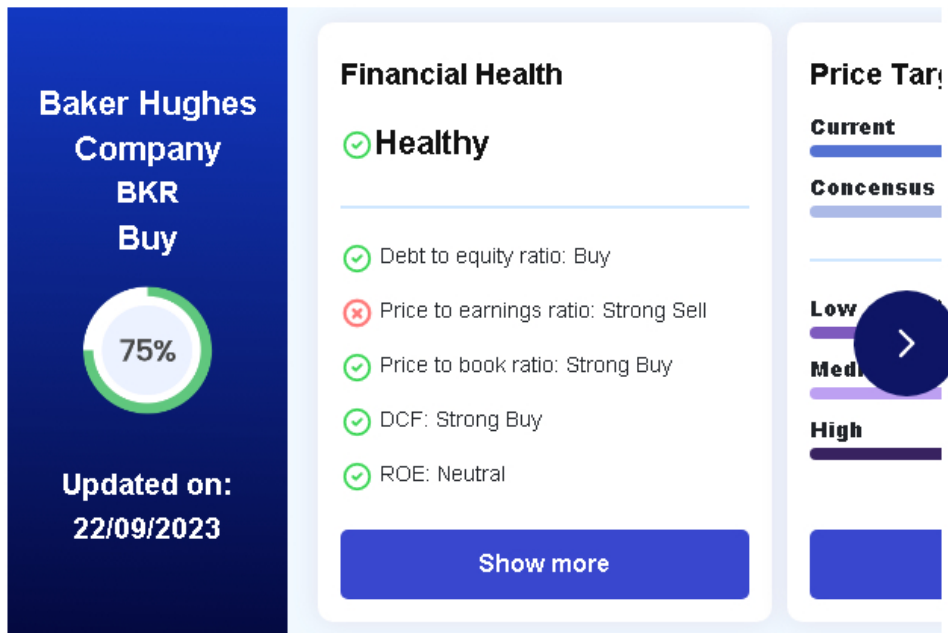 Baker Hughes
Company
BKR
Buy
75%
Updated on:
22/09/2023
Financial Health
Healthy
Debt to equity ratio: Buy
Price to earnings ratio: Strong Sell
Price to book ratio: Strong Buy
DCF: Strong Buy
ROE: Neutral
Show more
Price
Current
Concensus
Low
High